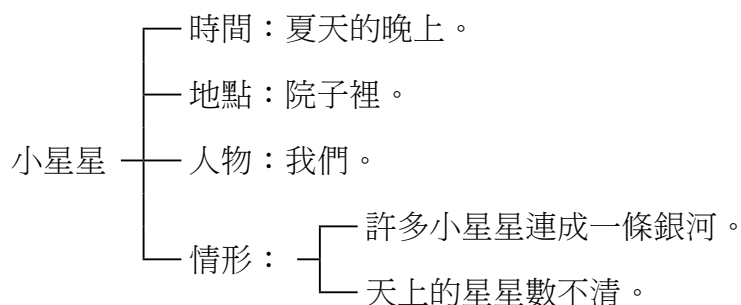 小星星
時間：夏天的晚上。
地點：院子裡。
人物：我們。
情形：
許多小星星連成一條銀河。
天上的星星數不清。